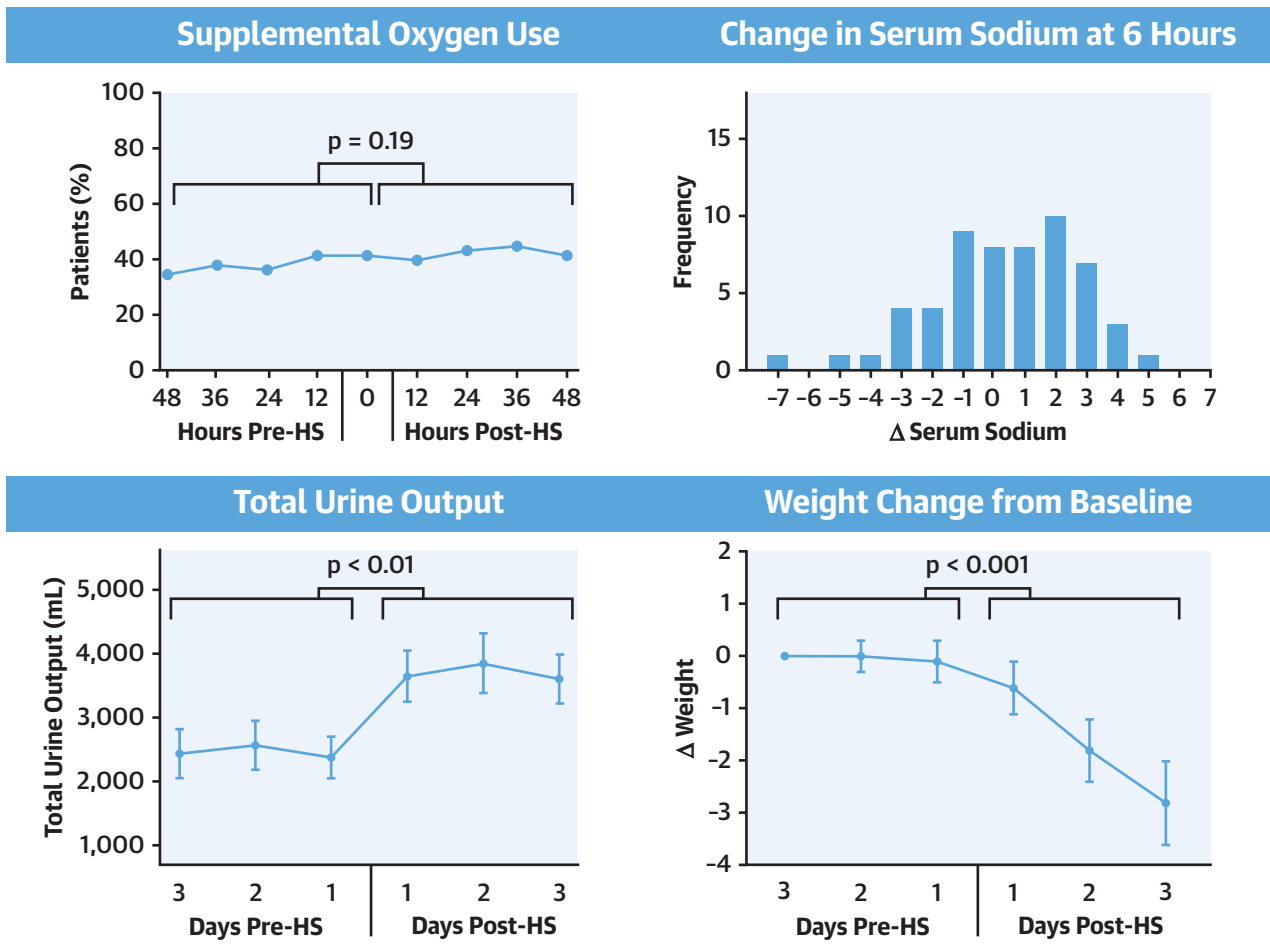 Supplemental Oxygen Use
Patients (%)
100
80
60
40
20
0
p = 0.19
48 36 24 12 0 12 24 36 48
Hours Pre-HS Hours Post-HS
Change in Serum Sodium at 6 Hours
Frequency
15
10
5
0
–7 –6 –5 –4 –3 –2 –1 0 1 2 3 4 5 6 7
Δ Serum Sodium
Total Urine Output
Total Urine Output (mL)
5,000
4,000
3,000
2,000
1,000
p < 0.01
3 2 1 1 2 3
Days Pre-HS Days Post-HS
Weight Change from Baseline
Δ Weight
2
1
0
–1
–2
–3
–4
p < 0.001
3 2 1 1 2 3
Days Pre-HS Days Post-HS